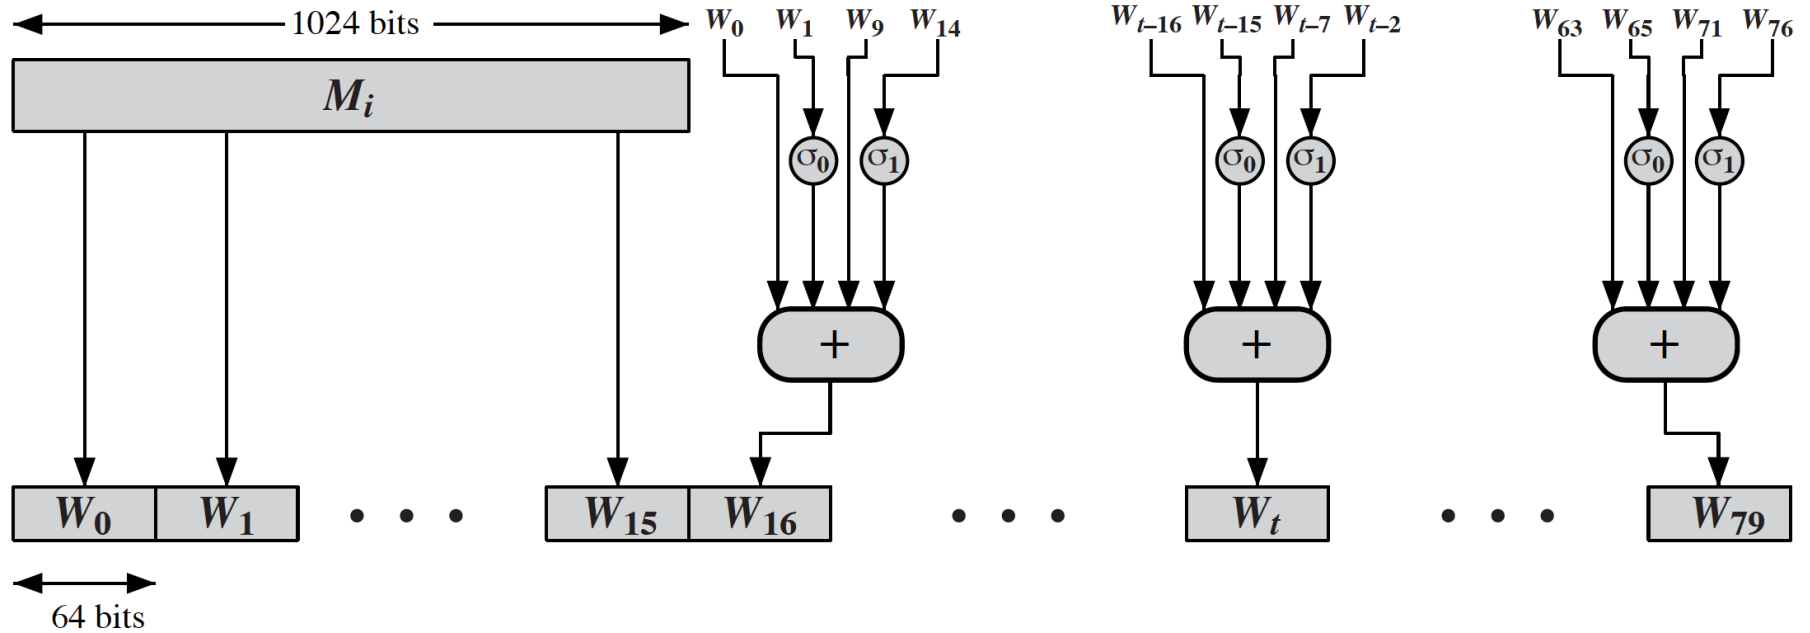 1024 bits
W0 W1 W9 W14
Wt–16 Wt–15 Wt–7 Wt–2
W63 W65 W71 W76
Mi
σ0 σ1
σ0 σ1
σ0 σ1
+
+
+
W0 W1 • • • W15 W16 • • • Wt • • • W79
64 bits